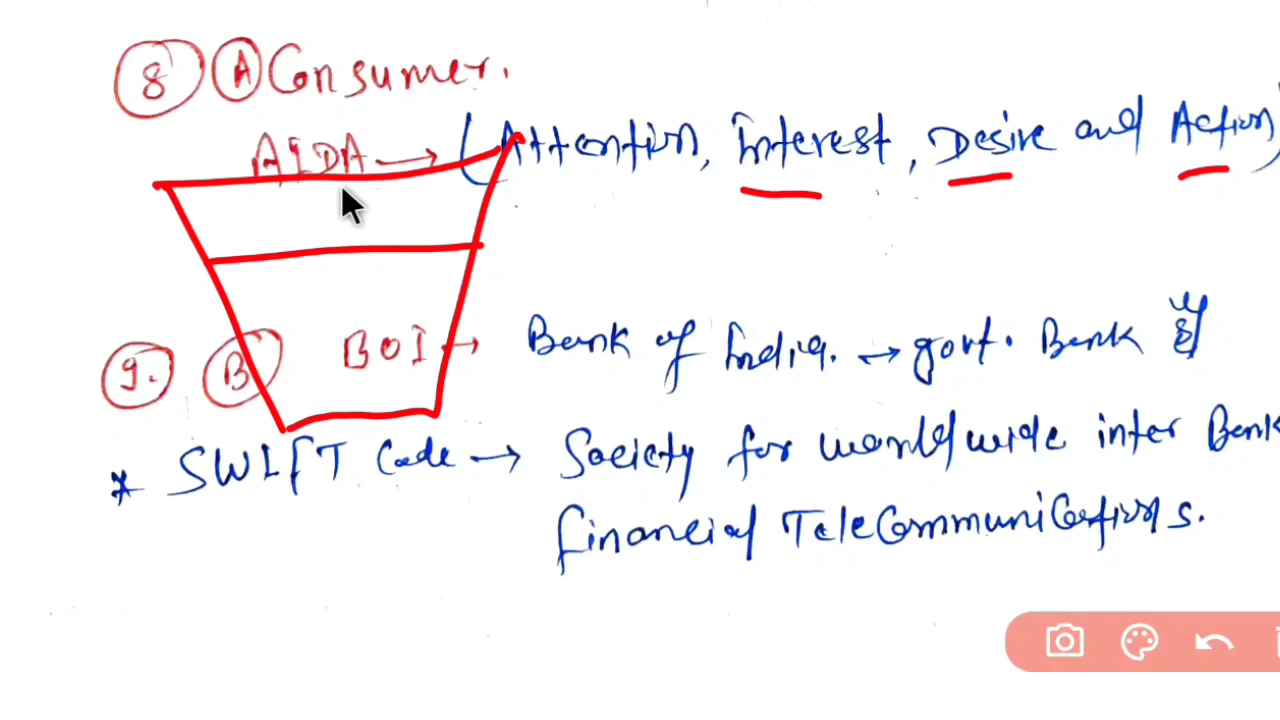 8 A Consumer.
AIDA → (Attention, Interest, Desire and Action)
9. B BOI → Bank of India. → govt. Bank
* SWIFT Code → Society for worldwide inter Bank
Financial TeleCommunications.